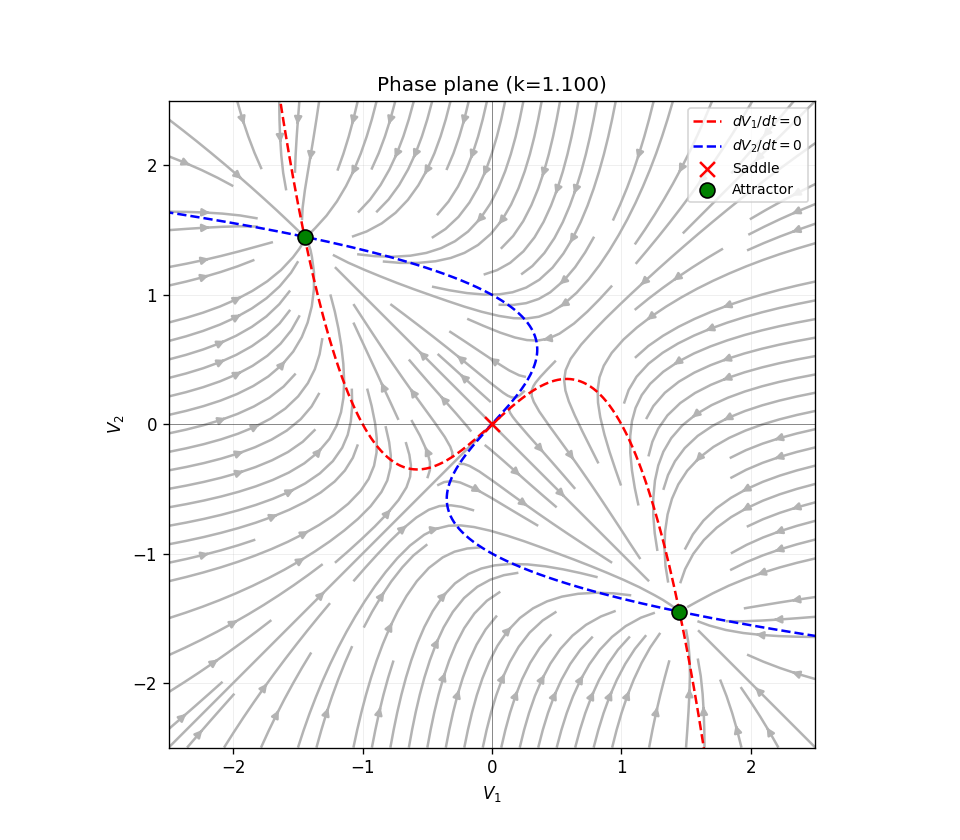 Phase plane (k=1.100)
dV₁/dt = 0
dV₂/dt = 0
Saddle
Attractor
2
1
0
−1
−2
V₂
−2
−1
0
1
2
V₁